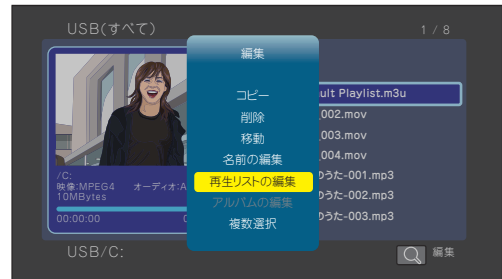 USB(すべて)
1 / 8
編集
コピー
削除
移動
名前の編集
再生リストの編集
アルバムの編集
複数選択
ult Playlist.m3u
_002.mov
_003.mov
_004.mov
うた-001.mp3
うた-002.mp3
うた-003.mp3
/C:
映像:MPEG4 オーディオ:A
10MBytes
00:00:00
USB/C:
編集